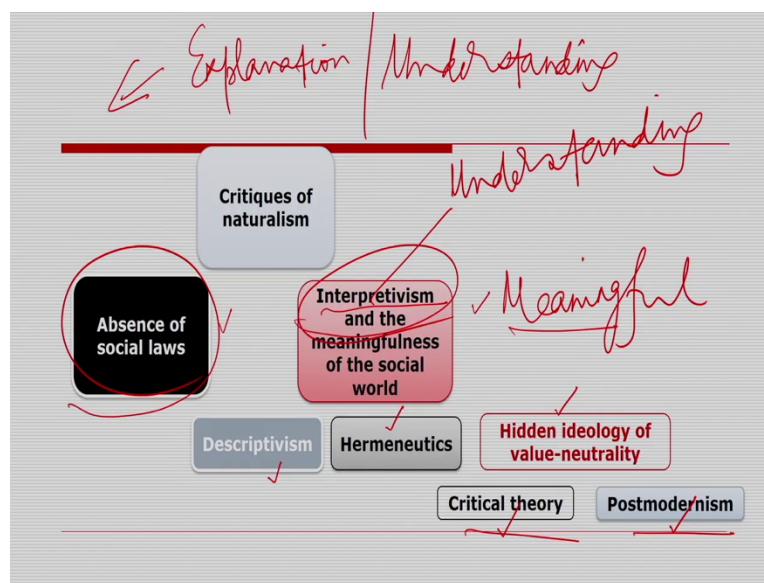 Explanation / Understanding
Understanding
Critiques of
naturalism
Absence of
social laws
Interpretivism
and the
meaningfulness
of the social
world
Meaningful
Descriptivism
Hermeneutics
Hidden ideology of
value-neutrality
Critical theory
Postmodernism